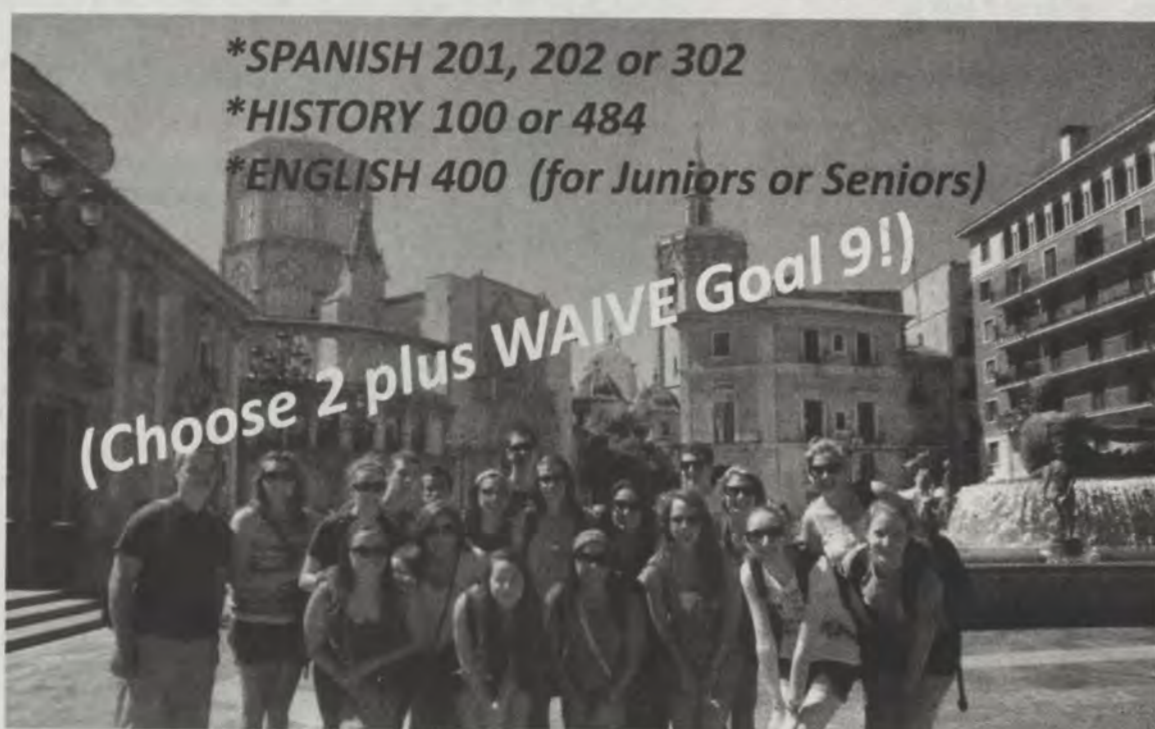 *SPANISH 201, 202 or 302
*HISTORY 100 or 484
*ENGLISH 400 (for Juniors or Seniors)
(Choose 2 plus WAIVE Goal 9!)